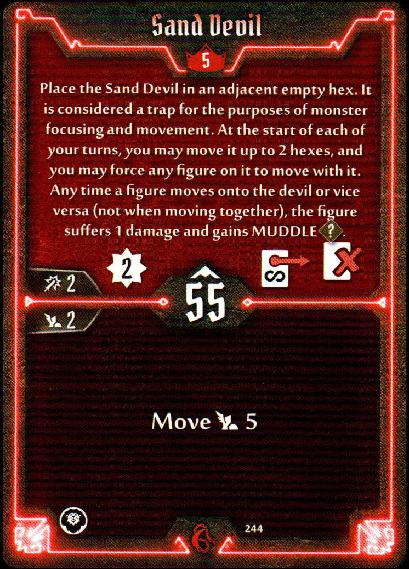 Sand Devil
5
Place the Sand Devil in an adjacent empty hex. It
is considered a trap for the purposes of monster
focusing and movement. At the start of each of
your turns, you may move it up to 2 hexes, and
you may force any figure on it to move with it.
Any time a figure moves onto the devil or vice
versa (not when moving together), the figure
suffers 1 damage and gains MUDDLE ?.
2
2
55
2
Move 5
244